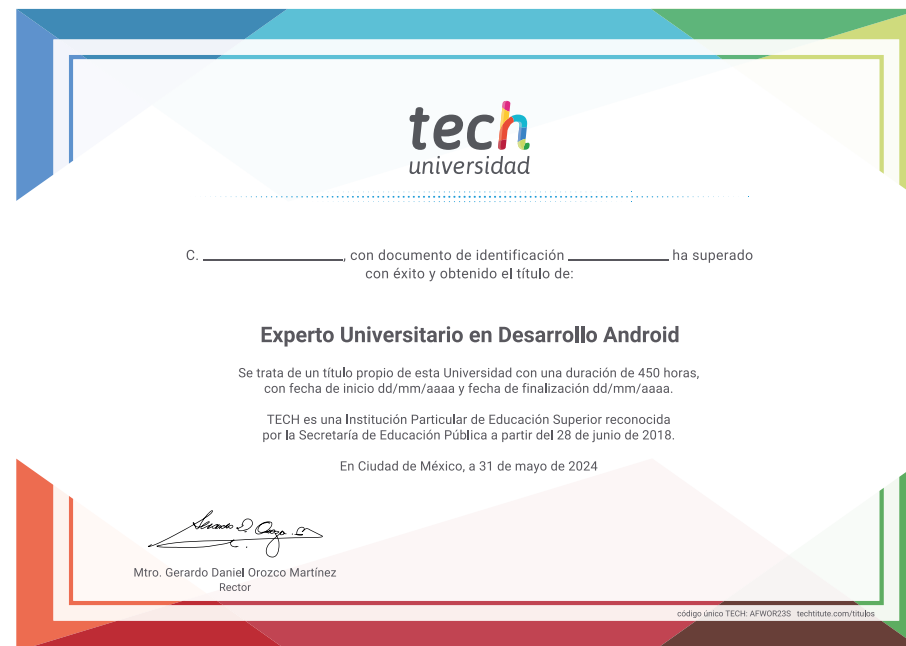 tech
universidad
C. ____________, con documento de identificación ____________ ha superado
con éxito y obtenido el título de:
Experto Universitario en Desarrollo Android
Se trata de un título propio de esta Universidad con una duración de 450 horas,
con fecha de inicio dd/mm/aaaa y fecha de finalización dd/mm/aaaa.
TECH es una Institución Particular de Educación Superior reconocida
por la Secretaría de Educación Pública a partir del 28 de junio de 2018.
En Ciudad de México, a 31 de mayo de 2024
Mtro. Gerardo Daniel Orozco Martínez
Rector
código único TECH: AFWOR23S techtitute.com/titulos